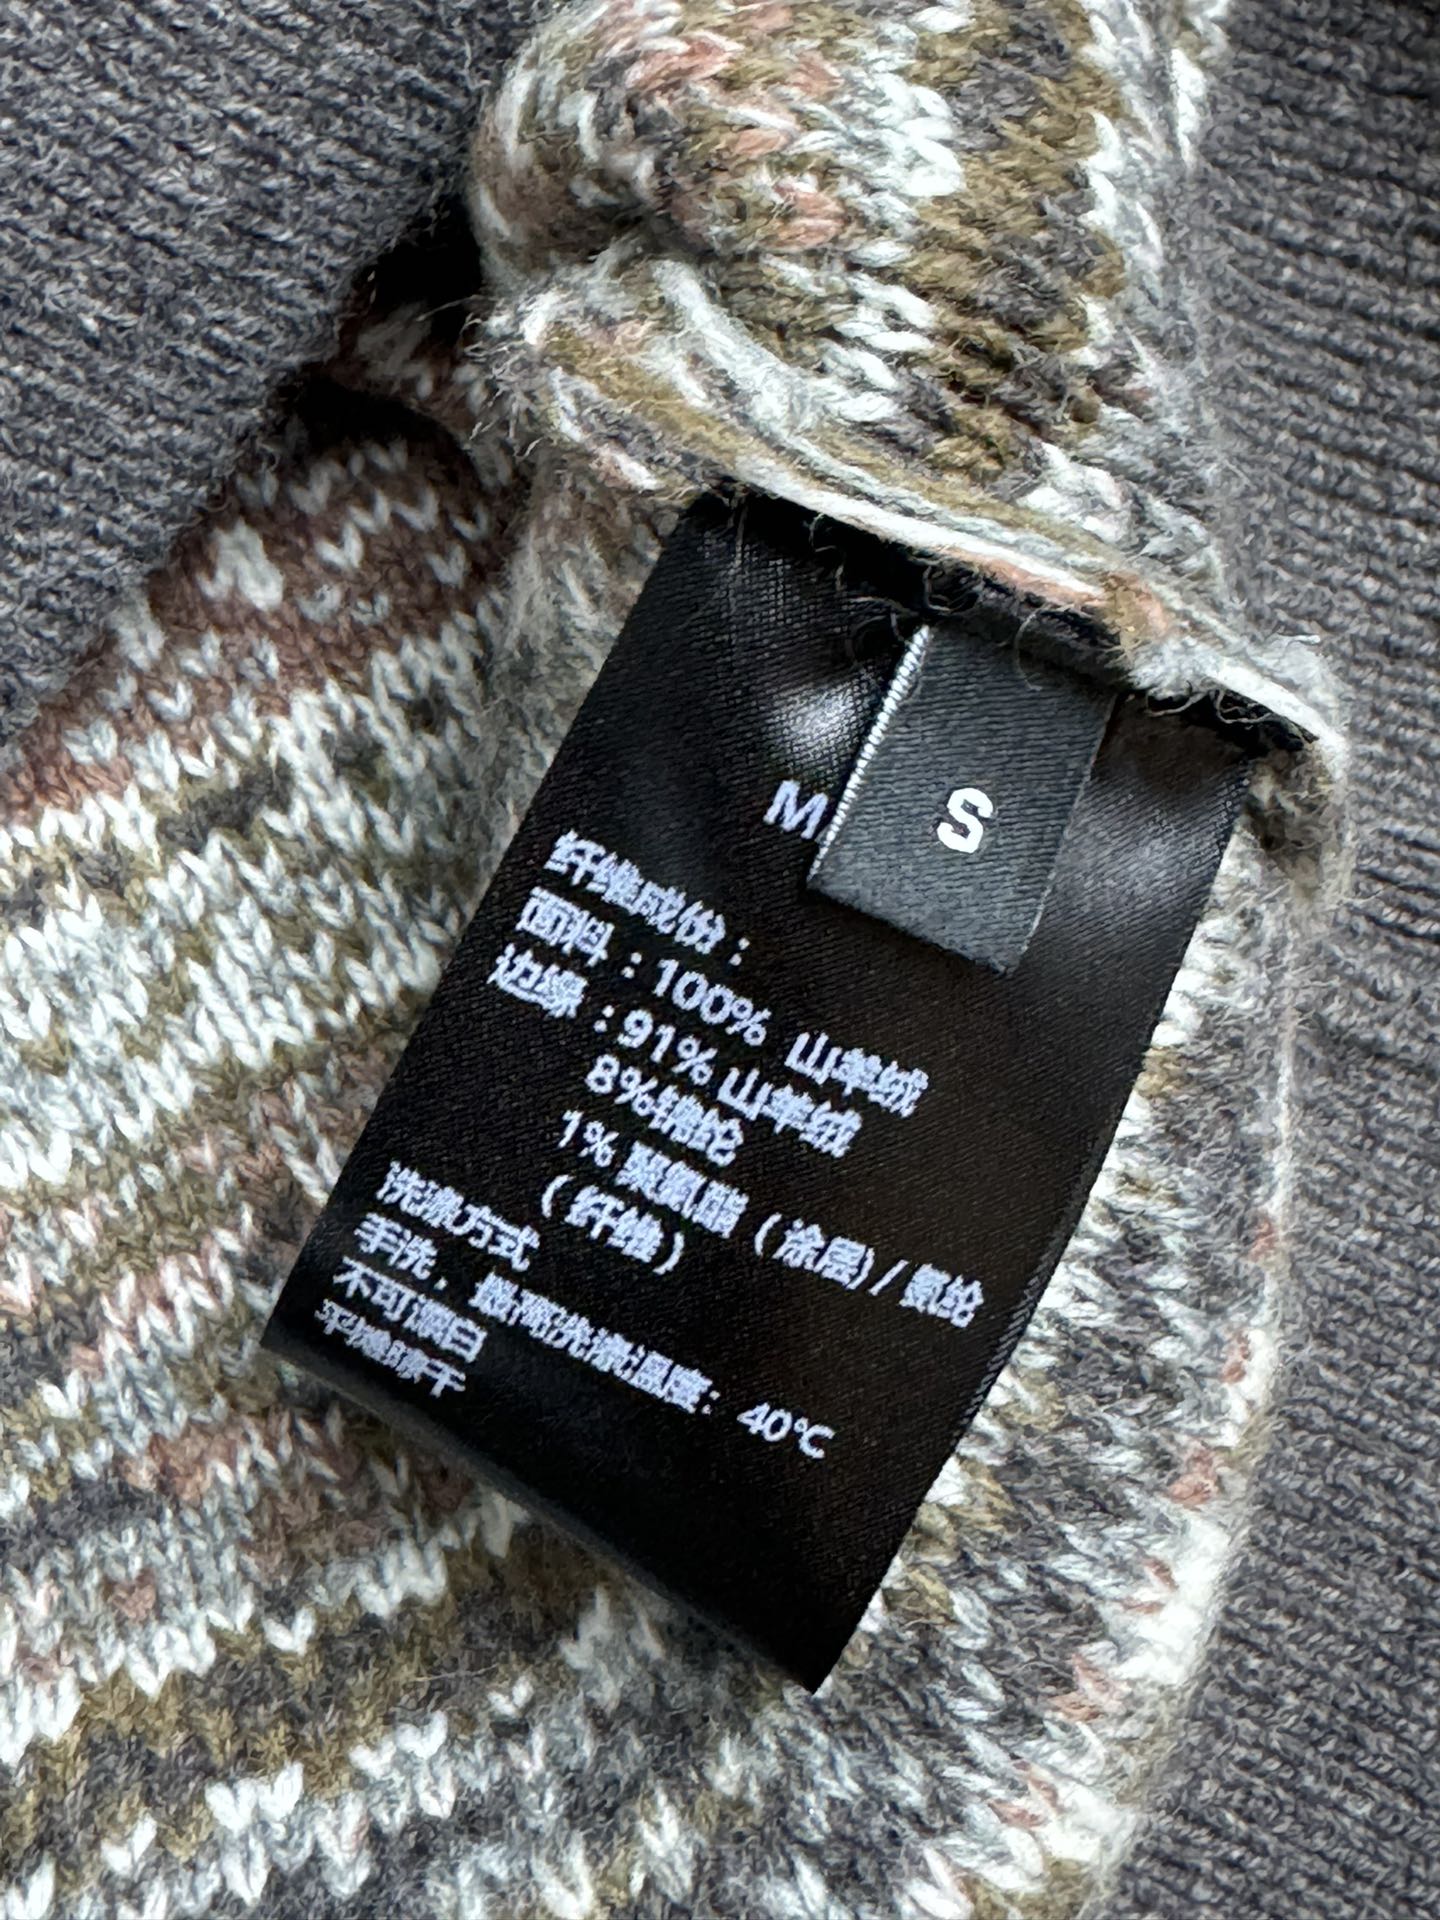 M
S
纤维成份：
面料：100% 山羊绒
边缘：91% 山羊绒
8%锦纶
1% 聚氨酯（涂层)/氨纶
（纤维）
洗涤方式
手洗，最高洗涤温度：40℃
不可漂白
平摊晾干